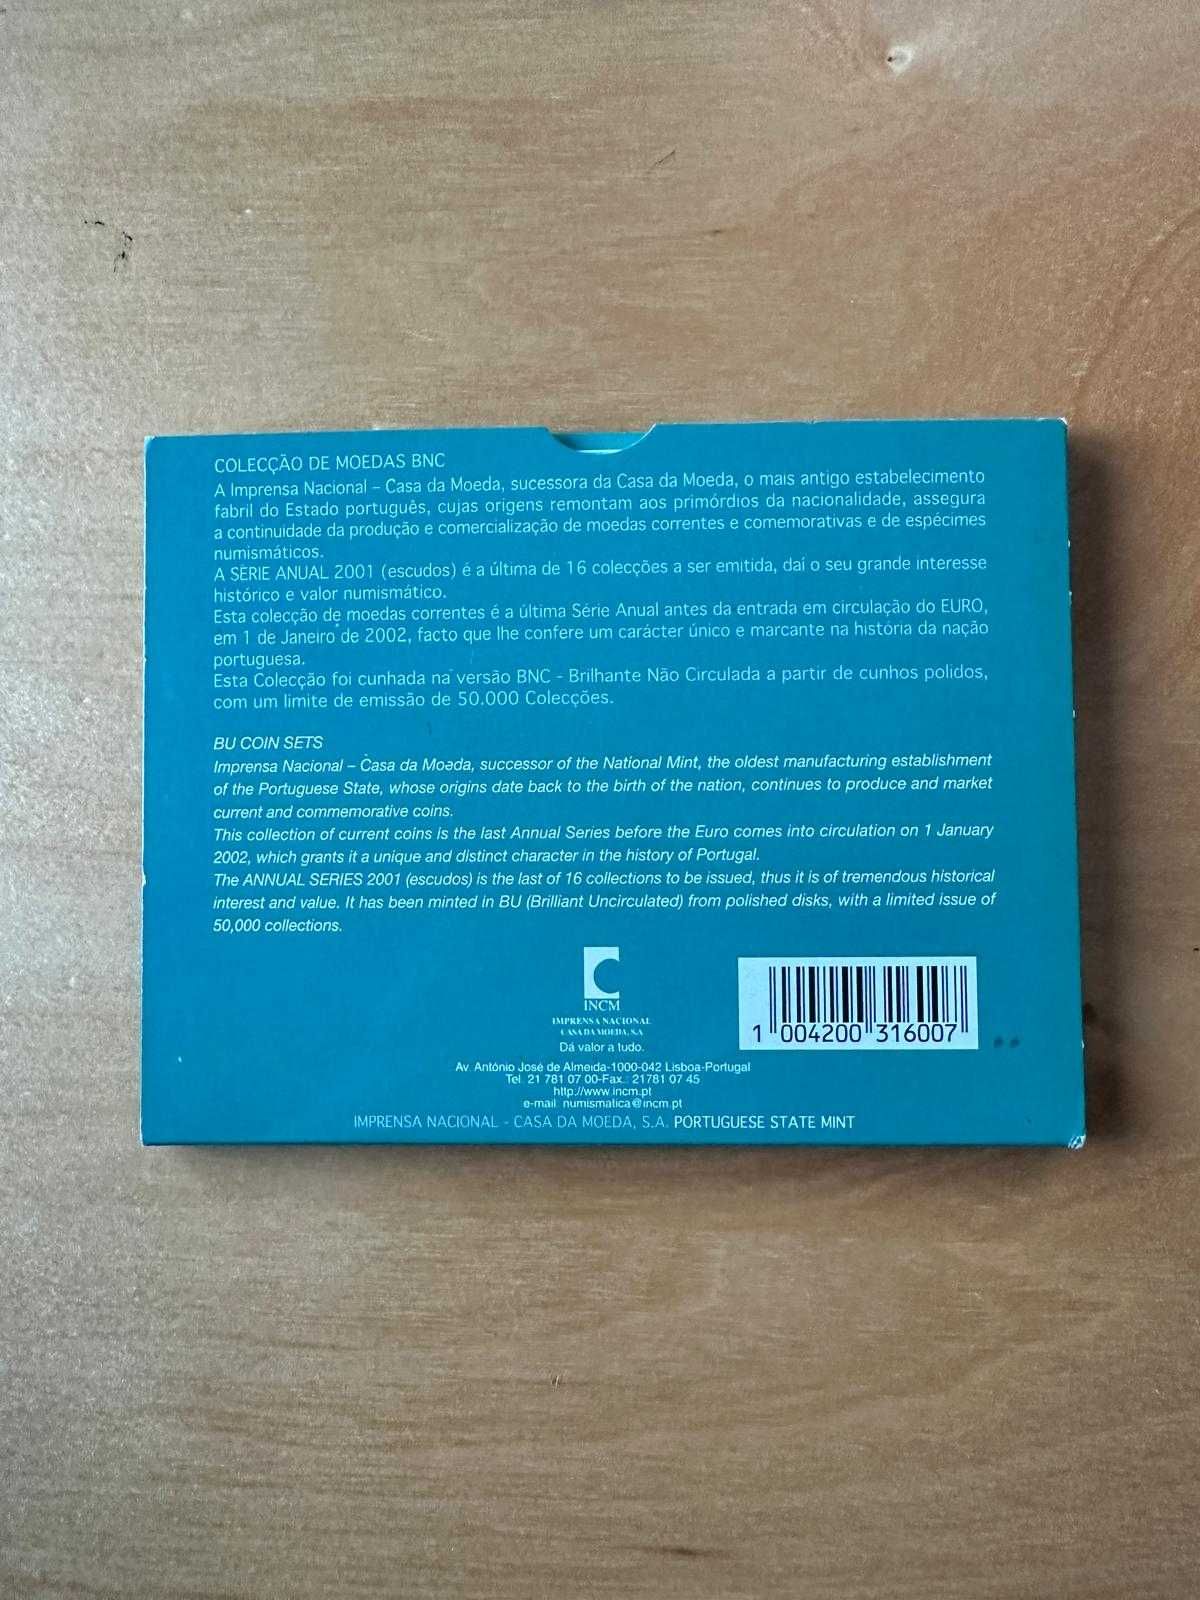 COLECÇÃO DE MOEDAS BNC
A Imprensa Nacional – Casa da Moeda, sucessora da Casa da Moeda, o mais antigo estabelecimento
fabril do Estado português, cujas origens remontam aos primórdios da nacionalidade, assegura
a continuidade da produção e comercialização de moedas correntes e comemorativas e de espécimes
numismáticos.
A SÉRIE ANUAL 2001 (escudos) é a última de 16 colecções a ser emitida, daí o seu grande interesse
histórico e valor numismático.
Esta colecção de moedas correntes é a última Série Anual antes da entrada em circulação do EURO,
em 1 de Janeiro de 2002, facto que lhe confere um carácter único e marcante na história da nação
portuguesa.
Esta Colecção foi cunhada na versão BNC - Brilhante Não Circulada a partir de cunhos polidos,
com um limite de emissão de 50.000 Colecções.
BU COIN SETS
Imprensa Nacional – Casa da Moeda, successor of the National Mint, the oldest manufacturing establishment
of the Portuguese State, whose origins date back to the birth of the nation, continues to produce and market
current and commemorative coins.
This collection of current coins is the last Annual Series before the Euro comes into circulation on 1 January
2002, which grants it a unique and distinct character in the history of Portugal.
The ANNUAL SERIES 2001 (escudos) is the last of 16 collections to be issued, thus it is of tremendous historical
interest and value. It has been minted in BU (Brilliant Uncirculated) from polished disks, with a limited issue of
50,000 collections.
INCM
IMPRENSA NACIONAL
CASA DA MOEDA, S.A.
Dá valor a tudo.
1 004200 316007
Av. António José de Almeida-1000-042 Lisboa-Portugal
Tel. 21 781 07 00-Fax.: 21781 07 45
http://www.incm.pt
e-mail: numismatica@incm.pt
IMPRENSA NACIONAL - CASA DA MOEDA, S.A. PORTUGUESE STATE MINT